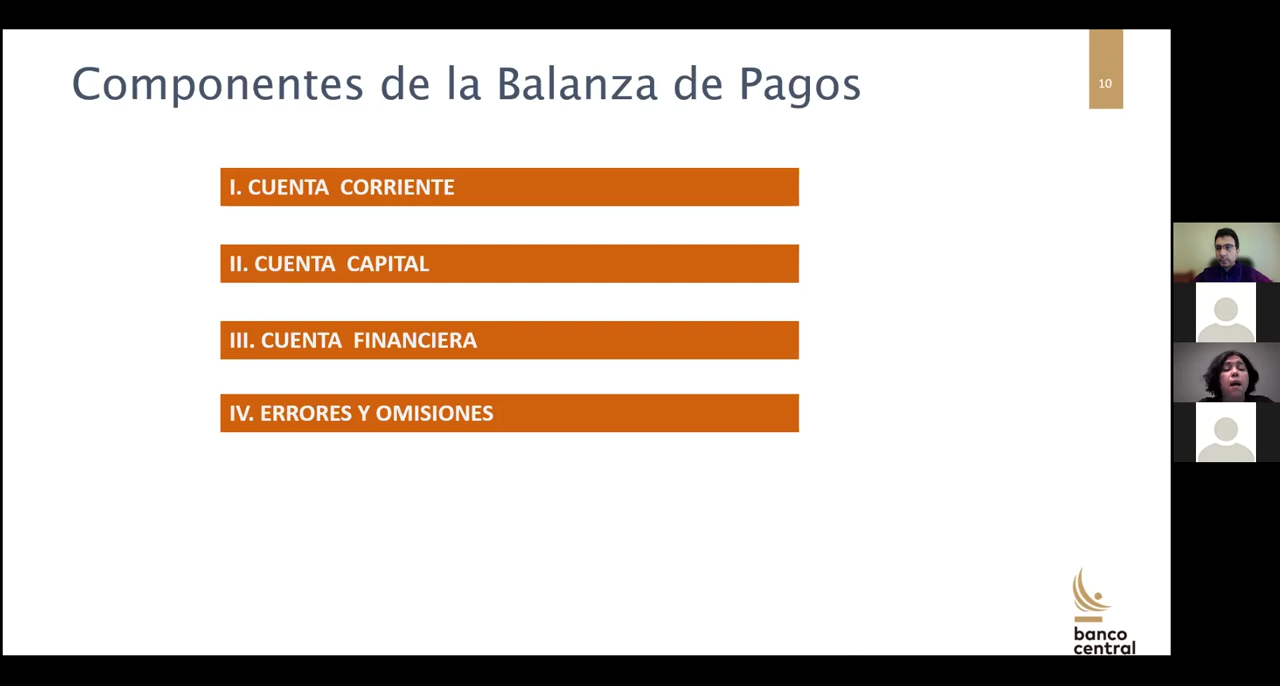 Componentes de la Balanza de Pagos
10
I. CUENTA CORRIENTE
II. CUENTA CAPITAL
III. CUENTA FINANCIERA
IV. ERRORES Y OMISIONES
banco
central